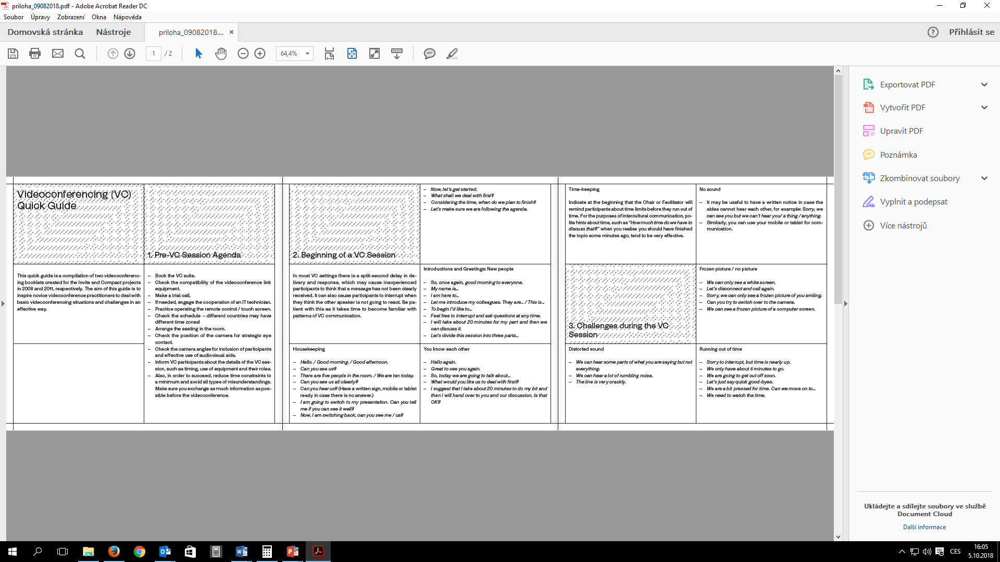 priloha_09082018.pdf - Adobe Acrobat Reader DC
Soubor Úpravy Zobrazení Okna Nápověda
Domovská stránka Nástroje priloha_09082018.... × Přihlásit se
1 / 2 64,4%
Videoconferencing (VC)
Quick Guide
This quick guide is a compilation of two videoconferenc-
ing booklets created for the Invite and Compact projects
in 2008 and 2011, respectively. The aim of this guide is to
inspire novice videoconference practitioners to deal with
basic videoconferencing situations and challenges in an
effective way.
1. Pre-VC Session Agenda
– Book the VC suite.
– Check the compatibility of the videoconference link
equipment.
– Make a trial call.
– If needed, engage the cooperation of an IT technician.
– Practice operating the remote control / touch screen.
– Check the schedule – different countries may have
different time zones!
– Arrange the seating in the room.
– Check the position of the camera for strategic eye
contact.
– Check the camera angles for inclusion of participants
and effective use of audiovisual aids.
– Inform VC participants about the details of the VC ses-
sion, such as timing, use of equipment and their roles.
– Also, in order to succeed, reduce time constraints to
a minimum and avoid all types of misunderstandings.
Make sure you exchange as much information as pos-
sible before the videoconference.
2. Beginning of a VC Session
In most VC settings there is a split-second delay in de-
livery and response, which may cause inexperienced
participants to think that a message has not been clearly
received. It can also cause participants to interrupt when
they think the other speaker is not going to react. Be pa-
tient with this as it takes time to become familiar with
patterns of VC communication.
Housekeeping
– Hello. / Good morning. / Good afternoon.
– Can you see us?
– There are five people in the room. / We are ten today.
– Can you see us all clearly?
– Can you hear us? (Have a written sign, mobile or tablet
ready in case there is no answer.)
– I am going to switch to my presentation. Can you tell
me if you can see it well?
– Now, I am switching back, can you see me / us?
– Now, let's get started.
– What shall we deal with first?
– Considering the time, when do we plan to finish?
– Let's make sure we are following the agenda.
Introductions and Greetings: New people
– So, once again, good morning to everyone.
– My name is...
– I am here to...
– Let me introduce my colleagues. They are... / This is...
– To begin I'd like to...
– Feel free to interrupt and ask questions at any time.
– I will take about 20 minutes for my part and then we
can discuss it.
– Let's divide this session into three parts...
You know each other
– Hello again.
– Great to see you again.
– So, today we are going to talk about...
– What would you like us to deal with first?
– I suggest that I take about 20 minutes to do my bit and
then I will hand over to you and our discussion. Is that
OK?
Time-keeping
Indicate at the beginning that the Chair or Facilitator will
remind participants about time limits before they run out of
time. For the purposes of intercultural communication, po-
lite hints about time, such as "How much time do we have to
discuss that?" when you realise you should have finished
the topic some minutes ago, tend to be very effective.
3. Challenges during the VC
Session
Distorted sound
– We can hear some parts of what you are saying but not
everything.
– We can hear a lot of rumbling noise.
– The line is very crackly.
No sound
– It may be useful to have a written notice in case the
sides cannot hear each other, for example: Sorry, we
can see you but we can't hear you/ a thing / anything.
– Similarly, you can use your mobile or tablet for com-
munication.
Frozen picture / no picture
– We can only see a white screen.
– Let's disconnect and call again.
– Sorry, we can only see a frozen picture of you smiling.
– Can you try to switch over to the camera.
– We can see a frozen picture of a computer screen.
Running out of time
– Sorry to interrupt, but time is nearly up.
– We only have about 5 minutes to go.
– We are going to get cut off soon.
– Let's just say quick good-byes.
– We are a bit pressed for time. Can we move on to...
– We need to watch the time.
Exportovat PDF
Vytvořit PDF
Upravit PDF
Poznámka
Zkombinovat soubory
Vyplnit a podepsat
Více nástrojů
Ukládejte a sdílejte soubory ve službě
Document Cloud
Další informace
CES
16:05
5.10.2018